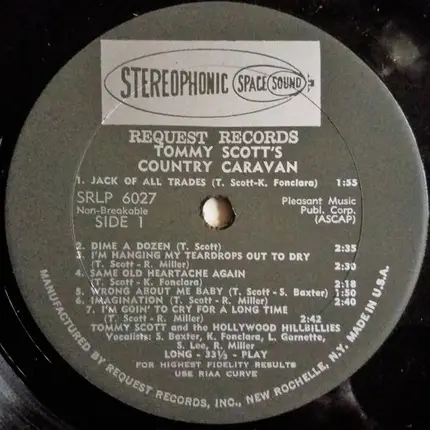 STEREOPHONIC SPACE SOUND
REQUEST RECORDS
TOMMY SCOTT'S
COUNTRY CARAVAN
1. JACK OF ALL TRADES (T. Scott-K. Fonclara) 1:55
SRLP 6027
Non-Breakable
SIDE 1
Pleasant Music
Publ. Corp.
(ASCAP)
2. DIME A DOZEN (T. Scott) 2:35
3. I'M HANGING MY TEARDROPS OUT TO DRY
(T. Scott - R. Miller) 2:30
4. SAME OLD HEARTACHE AGAIN
(T. Scott - K. Fonclara) 2:18
5. WRONG ABOUT ME BABY (T. Scott - S. Baxter) 1:50
6. IMAGINATION (T. Scott - R. Miller) 2:40
7. I'M GOIN' TO CRY FOR A LONG TIME
(T. Scott - R. Miller) 2:42
TOMMY SCOTT and the HOLLYWOOD HILLBILLIES
Vocalists: S. Baxter, K. Fonclara, L. Garnette,
S. Lee, R. Miller
LONG - 33⅓ - PLAY
FOR HIGHEST FIDELITY RESULTS
USE RIAA CURVE
MANUFACTURED BY REQUEST RECORDS, INC., NEW ROCHELLE, N.Y. MADE IN U.S.A.